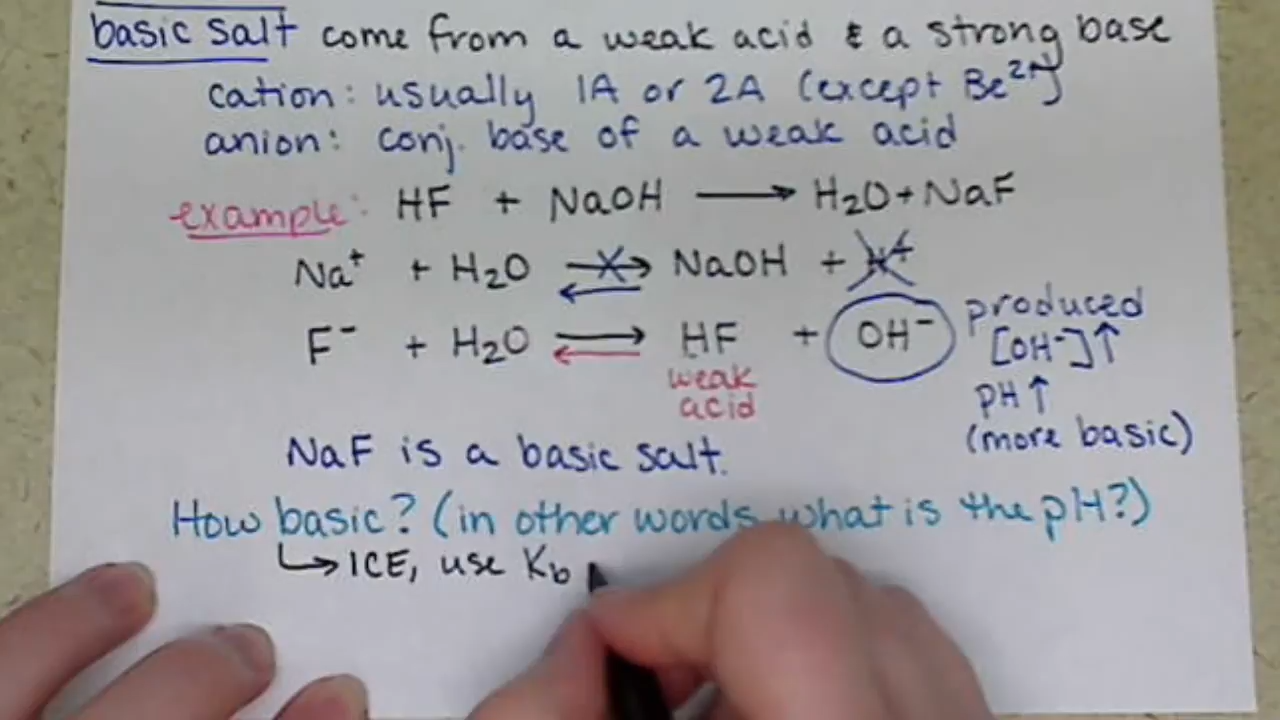 basic salt come from a weak acid & a strong base
cation: usually 1A or 2A (except Be²⁺)
anion: conj. base of a weak acid
example: HF + NaOH → H₂O + NaF
Na⁺ + H₂O ⇌ NaOH + H⁺
F⁻ + H₂O ⇌ HF + OH⁻ produced
[OH⁻]↑
weak
acid
pH↑
(more basic)
NaF is a basic salt.
How basic? (in other words what is the pH?)
↳ ICE, use Kb